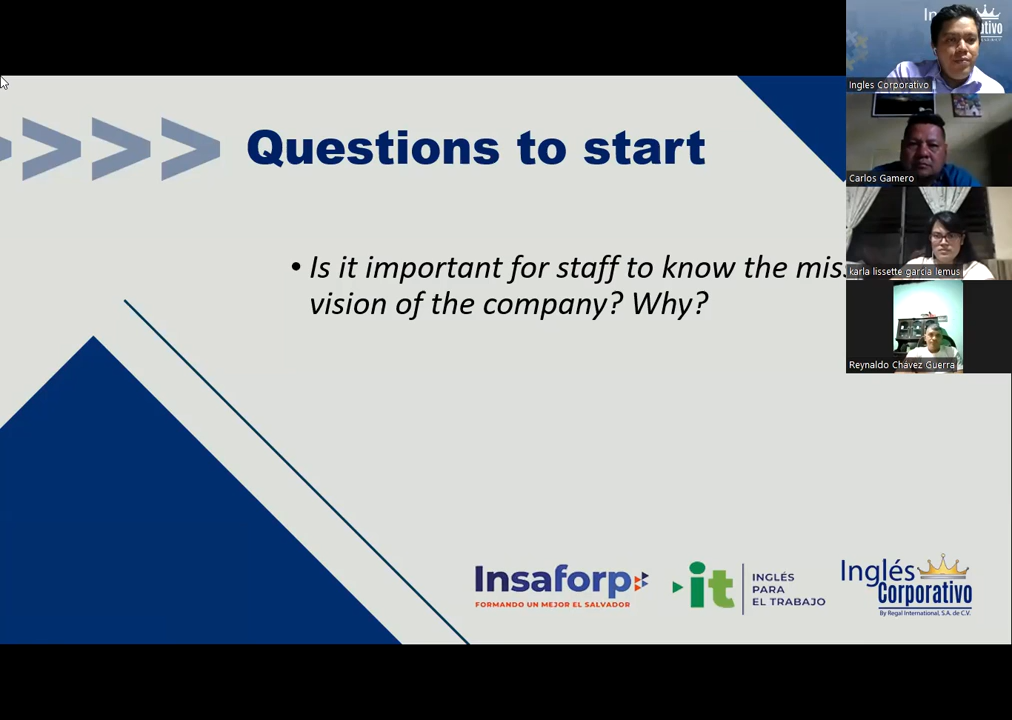 Questions to start
• Is it important for staff to know the
vision of the company? Why?
Insaforp
FORMANDO UN MEJOR EL SALVADOR
it
INGLÉS
PARA
EL TRABAJO
Inglés
Corporativo
By Regal International, S.A. de C.V.
Ingles Corporativo
Carlos Gamero
karla lissette garcia lemus
Reynaldo Chávez Guerra